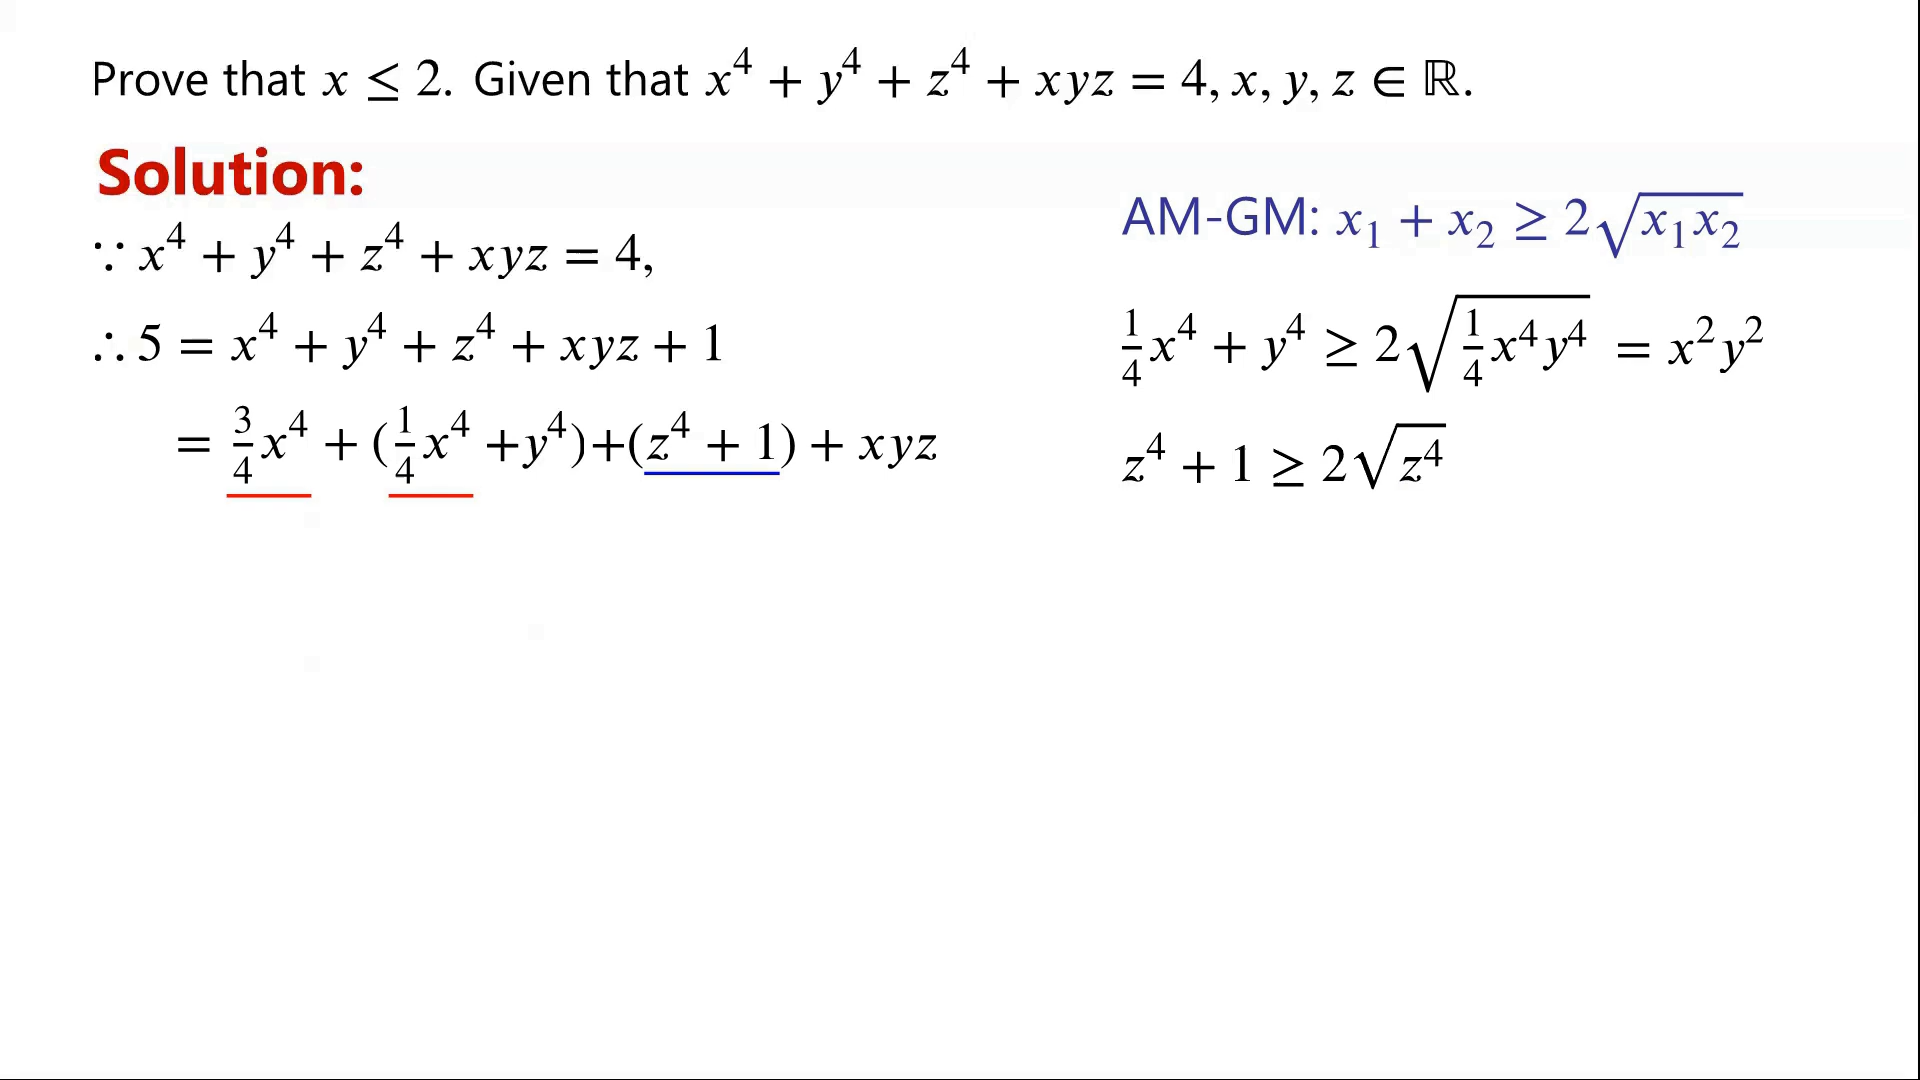 Prove that x ≤ 2. Given that x⁴ + y⁴ + z⁴ + xyz = 4, x, y, z ∈ ℝ.
Solution:
∵ x⁴ + y⁴ + z⁴ + xyz = 4,
∴ 5 = x⁴ + y⁴ + z⁴ + xyz + 1
= 3/4 x⁴ + (1/4 x⁴ + y⁴) + (z⁴ + 1) + xyz
AM-GM: x₁ + x₂ ≥ 2√(x₁x₂)
1/4 x⁴ + y⁴ ≥ 2√(1/4 x⁴y⁴) = x²y²
z⁴ + 1 ≥ 2√(z⁴)